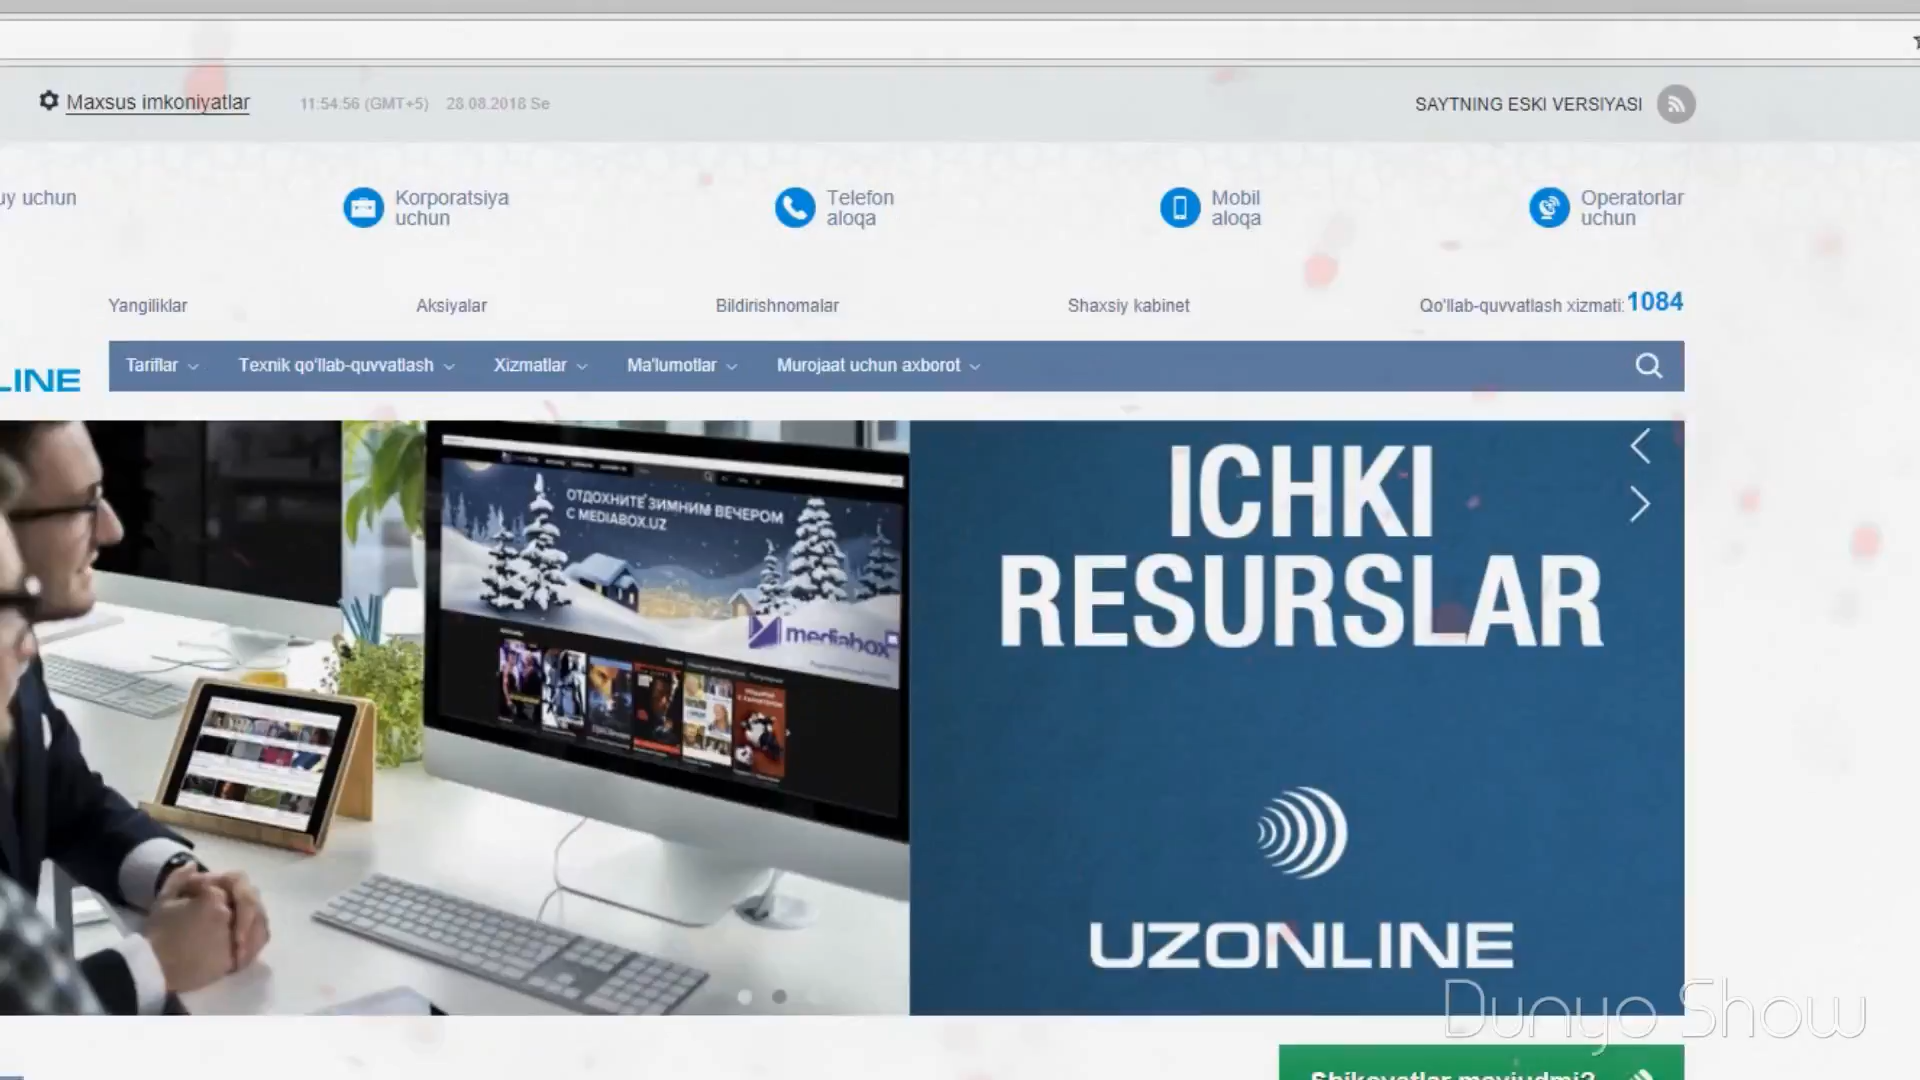 Maxsus imkoniyatlar 11:54:56 (GMT+5) 28.08.2018 Se SAYTNING ESKI VERSIYASI
uy uchun
Korporatsiya
uchun
Telefon
aloqa
Mobil
aloqa
Operatorlar
uchun
Yangiliklar Aksiyalar Bildirishnomalar Shaxsiy kabinet Qo'llab-quvvatlash xizmati: 1084
LINE
Tariflar Texnik qo'llab-quvvatlash Xizmatlar Ma'lumotlar Murojaat uchun axborot
ОТДОХНИТЕ ЗИМНИМ ВЕЧЕРОМ
С MEDIABOX.UZ
mediabox
ICHKI
RESURSLAR
UZONLINE
Dunyo Show
Shikoyatlar mavjudmi?